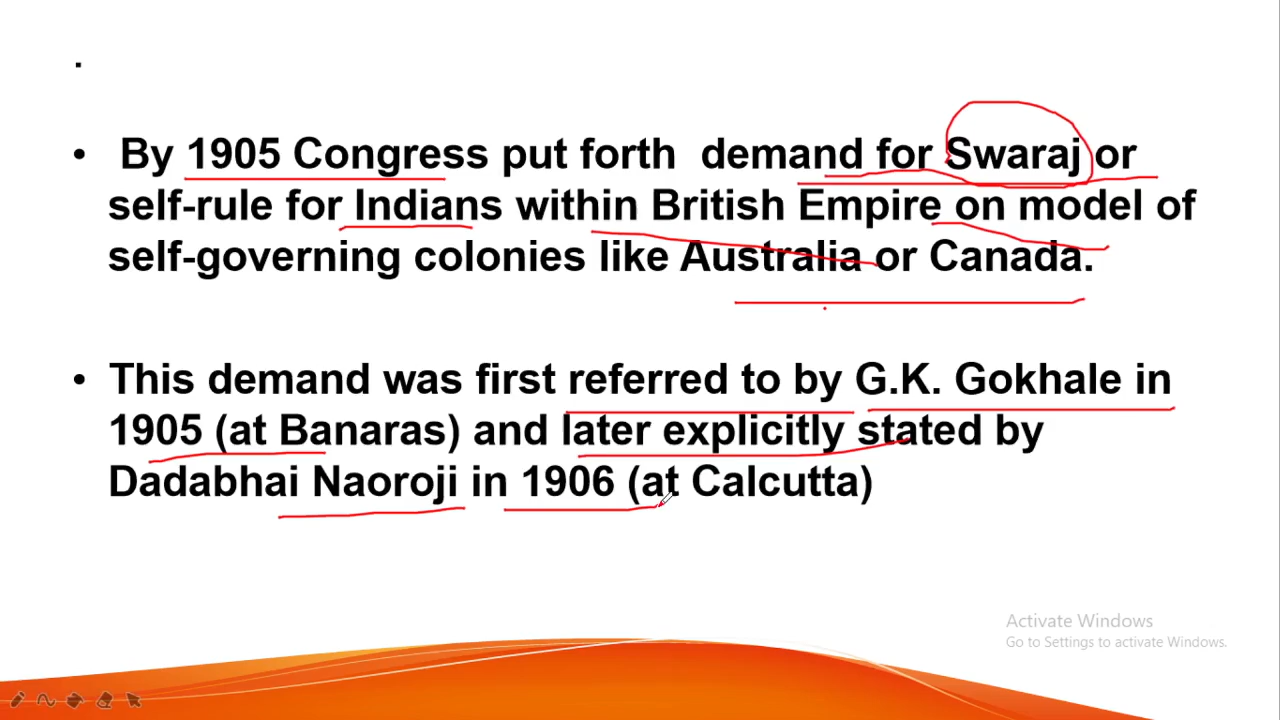 By 1905 Congress put forth demand for Swaraj or
self-rule for Indians within British Empire on model of
self-governing colonies like Australia or Canada.
This demand was first referred to by G.K. Gokhale in
1905 (at Banaras) and later explicitly stated by
Dadabhai Naoroji in 1906 (at Calcutta)
Activate Windows
Go to Settings to activate Windows.